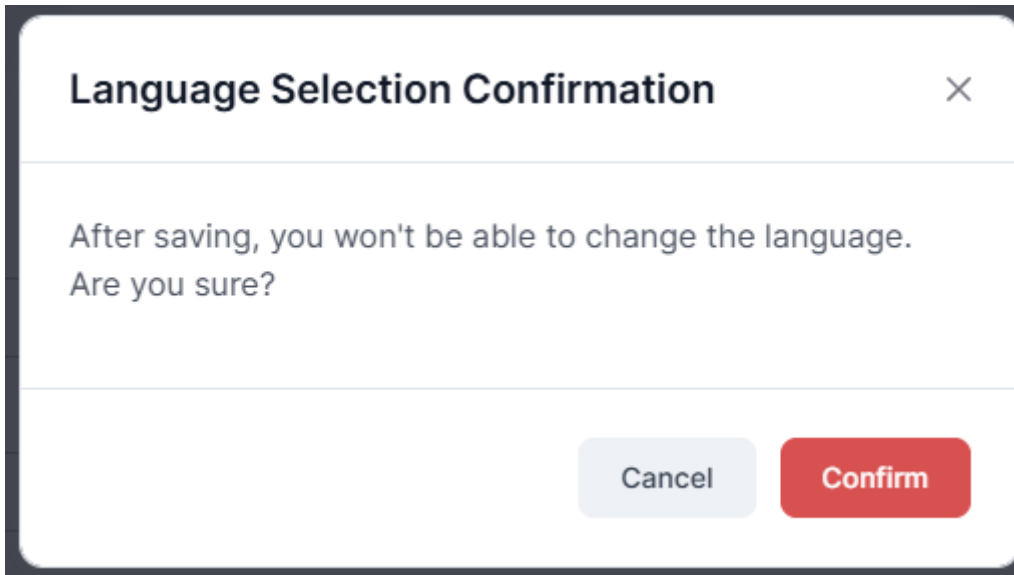 Language Selection Confirmation
After saving, you won't be able to change the language.
Are you sure?
Cancel
Confirm